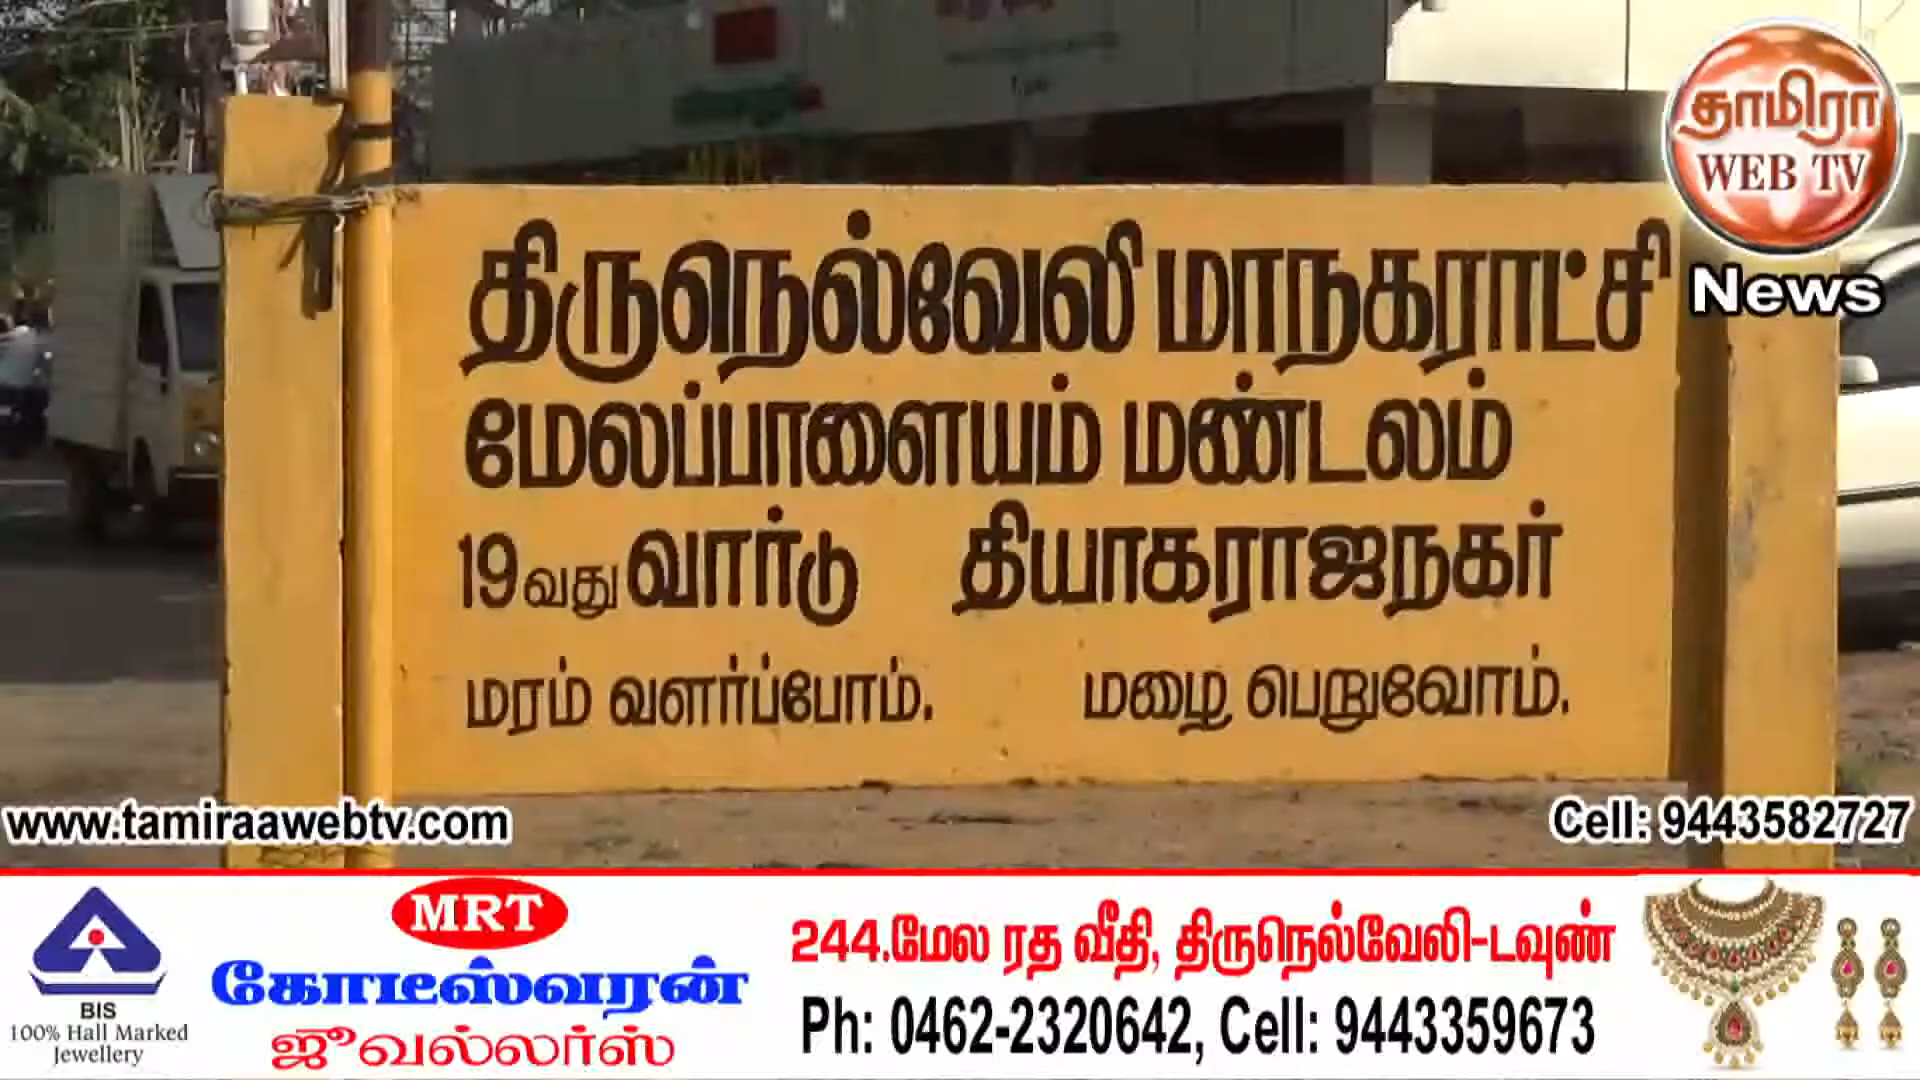 தாமிரா
WEB TV
News
திருநெல்வேலி மாநகராட்சி
மேலப்பாளையம் மண்டலம்
19வது வார்டு தியாகராஜநகர்
மரம் வளர்ப்போம். மழை பெறுவோம்.
www.tamiraawebtv.com
Cell: 9443582727
BIS
100% Hall Marked
Jewellery
MRT
கோடீஸ்வரன்
ஜூவல்லர்ஸ்
244.மேல ரத வீதி, திருநெல்வேலி-டவுண்
Ph: 0462-2320642, Cell: 9443359673